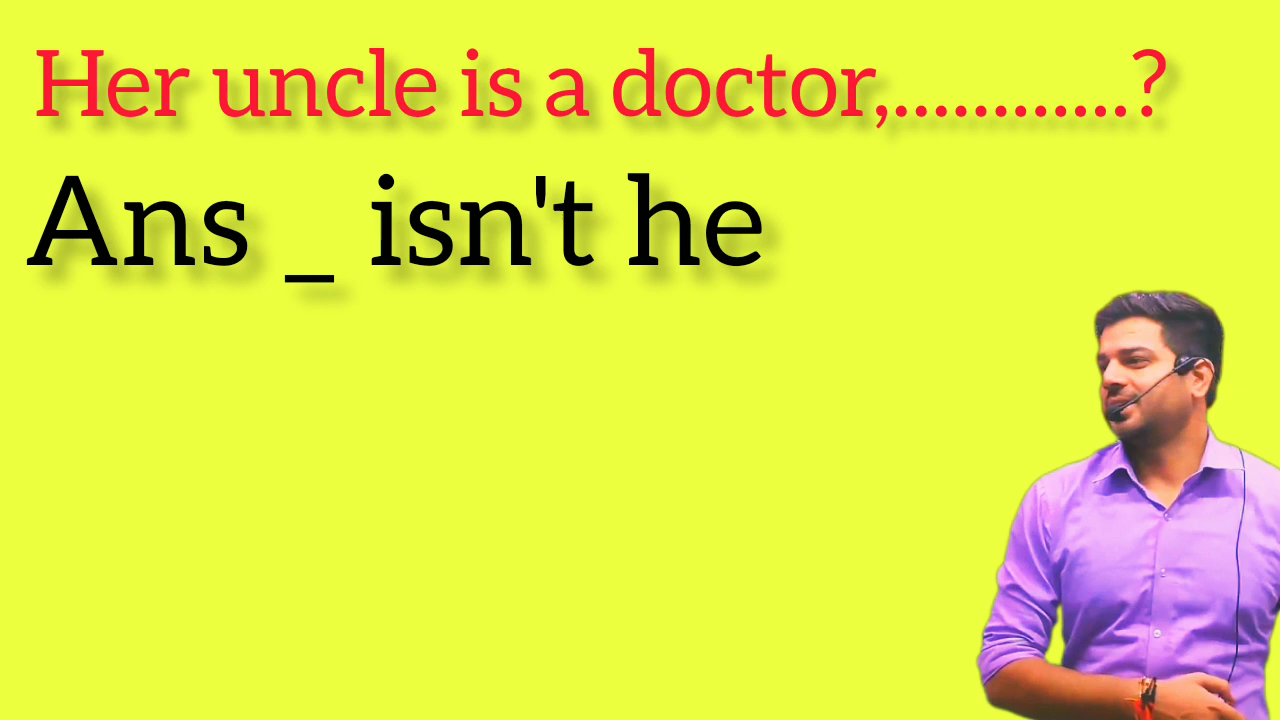 Her uncle is a doctor,............?
Ans _ isn't he